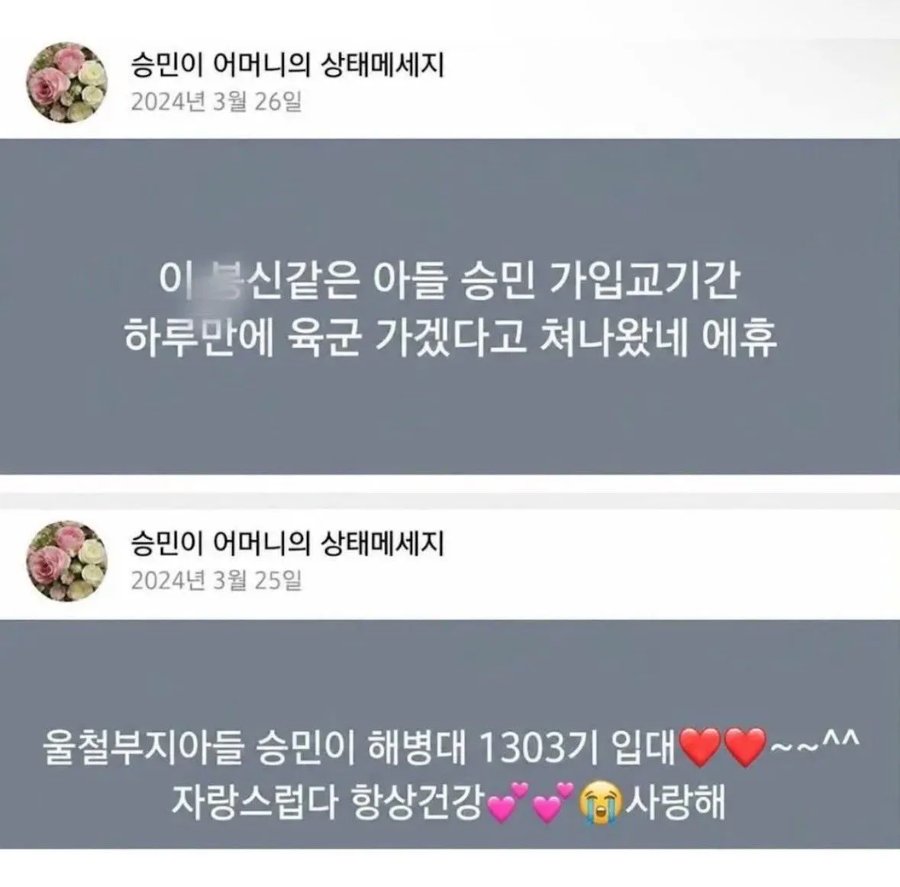 승민이 어머니의 상태메세지
2024년 3월 26일
이 신같은 아들 승민 가입교기간
하루만에 육군 가겠다고 쳐나왔네 에휴
승민이 어머니의 상태메세지
2024년 3월 25일
울철부지아들 승민이 해병대 1303기 입대❤️❤️~~^^
자랑스럽다 항상건강💕💕😭사랑해